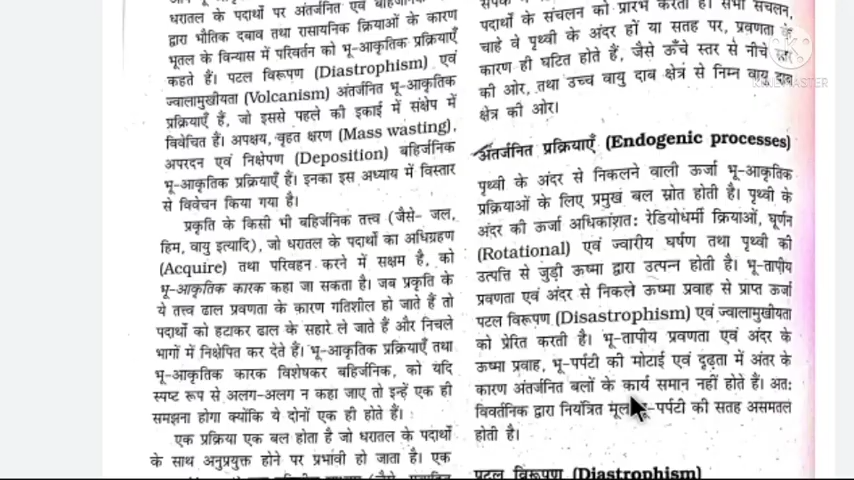 धरातल के पदार्थों पर अंतर्जनित एवं
द्वारा भौतिक दबाव तथा रासायनिक क्रियाओं के कारण
भूतल के विन्यास में परिवर्तन को भू-आकृतिक प्रक्रियाएँ
कहते हैं। पटल विरूपण (Diastrophism) एवं
ज्वालामुखीयता (Volcanism) अंतर्जनित भू-आकृतिक
प्रक्रियाएँ हैं, जो इससे पहले की इकाई में संक्षेप में
विवेचित हैं। अपक्षय, वृहत क्षरण (Mass wasting),
अपरदन एवं निक्षेपण (Deposition) बहिर्जनिक
भू-आकृतिक प्रक्रियाएँ हैं। इनका इस अध्याय में विस्तार
से विवेचन किया गया है।
प्रकृति के किसी भी बहिर्जनिक तत्त्व (जैसे- जल,
हिम, वायु इत्यादि), जो धरातल के पदार्थों का अधिग्रहण
(Acquire) तथा परिवहन करने में सक्षम है, को
भू-आकृतिक कारक कहा जा सकता है। जब प्रकृति के
ये तत्त्व ढाल प्रवणता के कारण गतिशील हो जाते हैं तो
पदार्थों को हटाकर ढाल के सहारे ले जाते हैं और निचले
भागों में निक्षेपित कर देते हैं। भू-आकृतिक प्रक्रियाएँ तथा
भू-आकृतिक कारक विशेषकर बहिर्जनिक, को यदि
स्पष्ट रूप से अलग-अलग न कहा जाए तो इन्हें एक ही
समझना होगा क्योंकि ये दोनों एक ही होते हैं।
एक प्रक्रिया एक बल होता है जो धरातल के पदार्थों
के साथ अनुप्रयुक्त होने पर प्रभावी हो जाता है। एक
पदार्थों के संचलन को प्रारंभ करता है। सभी संचलन,
चाहे वे पृथ्वी के अंदर हों या सतह पर, प्रवणता के
कारण ही घटित होते हैं, जैसे ऊँचे स्तर से नीचे स्तर
की ओर, तथा उच्च वायु दाब क्षेत्र से निम्न वायु दाब
क्षेत्र की ओर।
अंतर्जनित प्रक्रियाएँ (Endogenic processes)
पृथ्वी के अंदर से निकलने वाली ऊर्जा भू-आकृतिक
प्रक्रियाओं के लिए प्रमुख बल स्रोत होती है। पृथ्वी के
अंदर की ऊर्जा अधिकांशत: रेडियोधर्मी क्रियाओं, घूर्णन
(Rotational) एवं ज्वारीय घर्षण तथा पृथ्वी की
उत्पत्ति से जुड़ी ऊष्मा द्वारा उत्पन्न होती है। भू-तापीय
प्रवणता एवं अंदर से निकले ऊष्मा प्रवाह से प्राप्त ऊर्जा
पटल विरूपण (Disastrophism) एवं ज्वालामुखीयता
को प्रेरित करती है। भू-तापीय प्रवणता एवं अंदर के
ऊष्मा प्रवाह, भू-पर्पटी की मोटाई एवं दृढ़ता में अंतर के
कारण अंतर्जनित बलों के कार्य समान नहीं होते हैं। अत:
विवर्तनिक द्वारा नियंत्रित मूल -पर्पटी की सतह असमतल
होती है।
पटल विरूपण (Diastrophism)